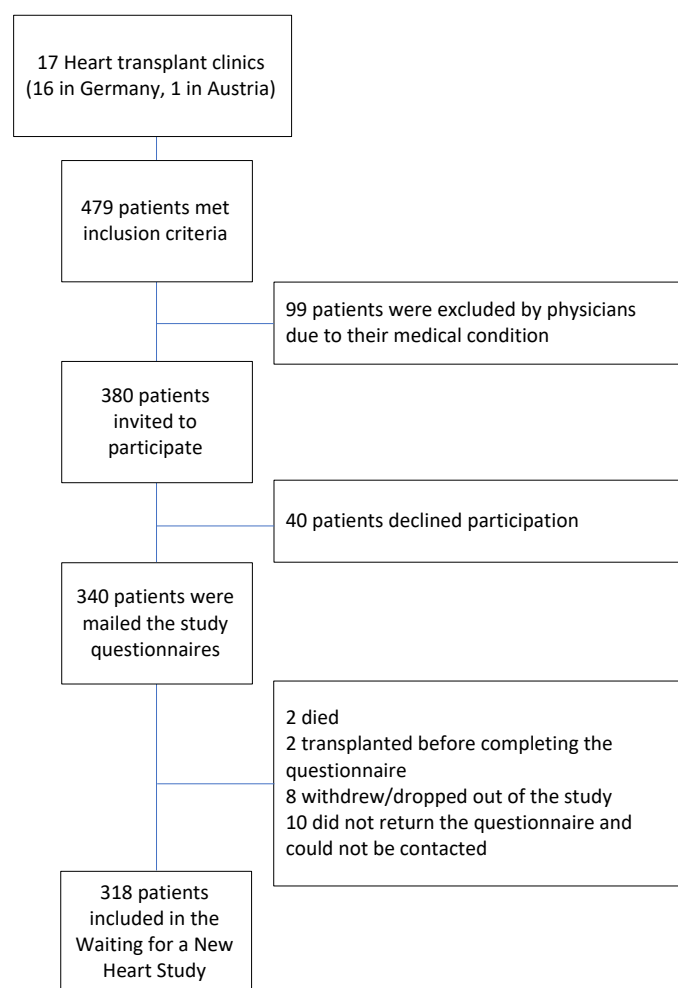 17 Heart transplant clinics
(16 in Germany, 1 in Austria)
479 patients met
inclusion criteria
99 patients were excluded by physicians
due to their medical condition
380 patients
invited to
participate
40 patients declined participation
340 patients were
mailed the study
questionnaires
2 died
2 transplanted before completing the
questionnaire
8 withdrew/dropped out of the study
10 did not return the questionnaire and
could not be contacted
318 patients
included in the
Waiting for a New
Heart Study